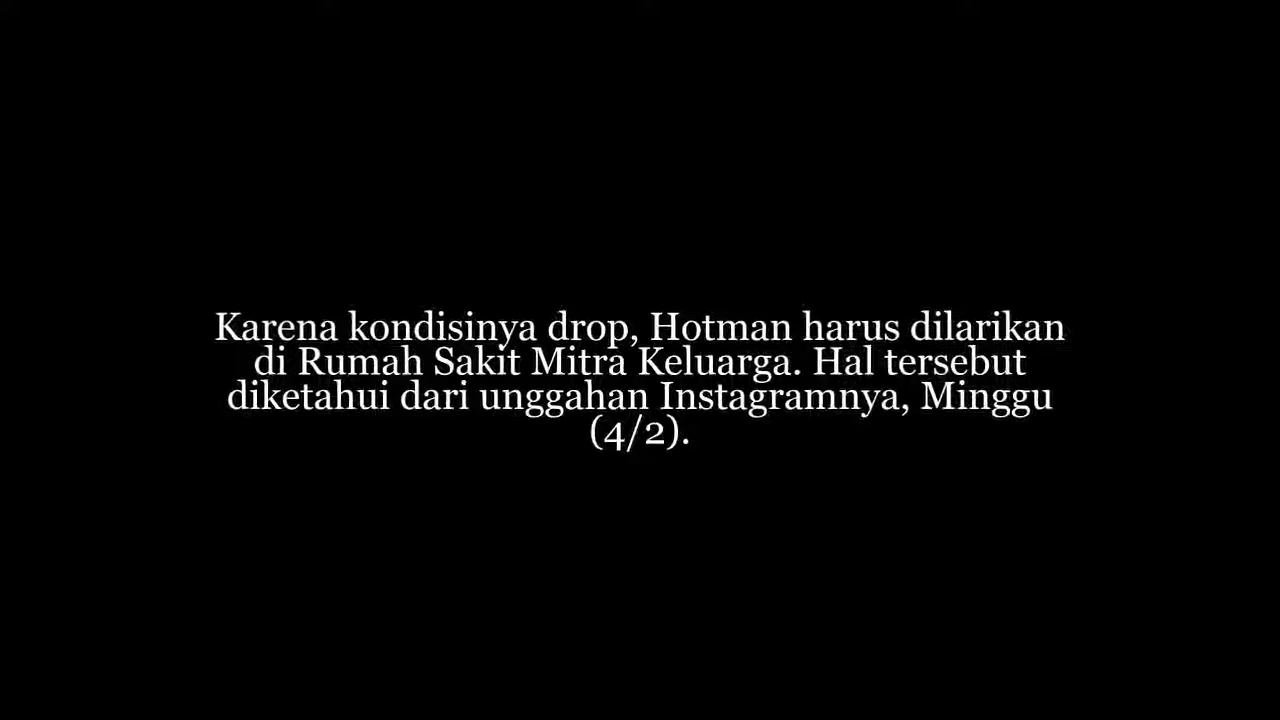 Karena kondisinya drop, Hotman harus dilarikan
di Rumah Sakit Mitra Keluarga. Hal tersebut
diketahui dari unggahan Instagramnya, Minggu
(4/2).